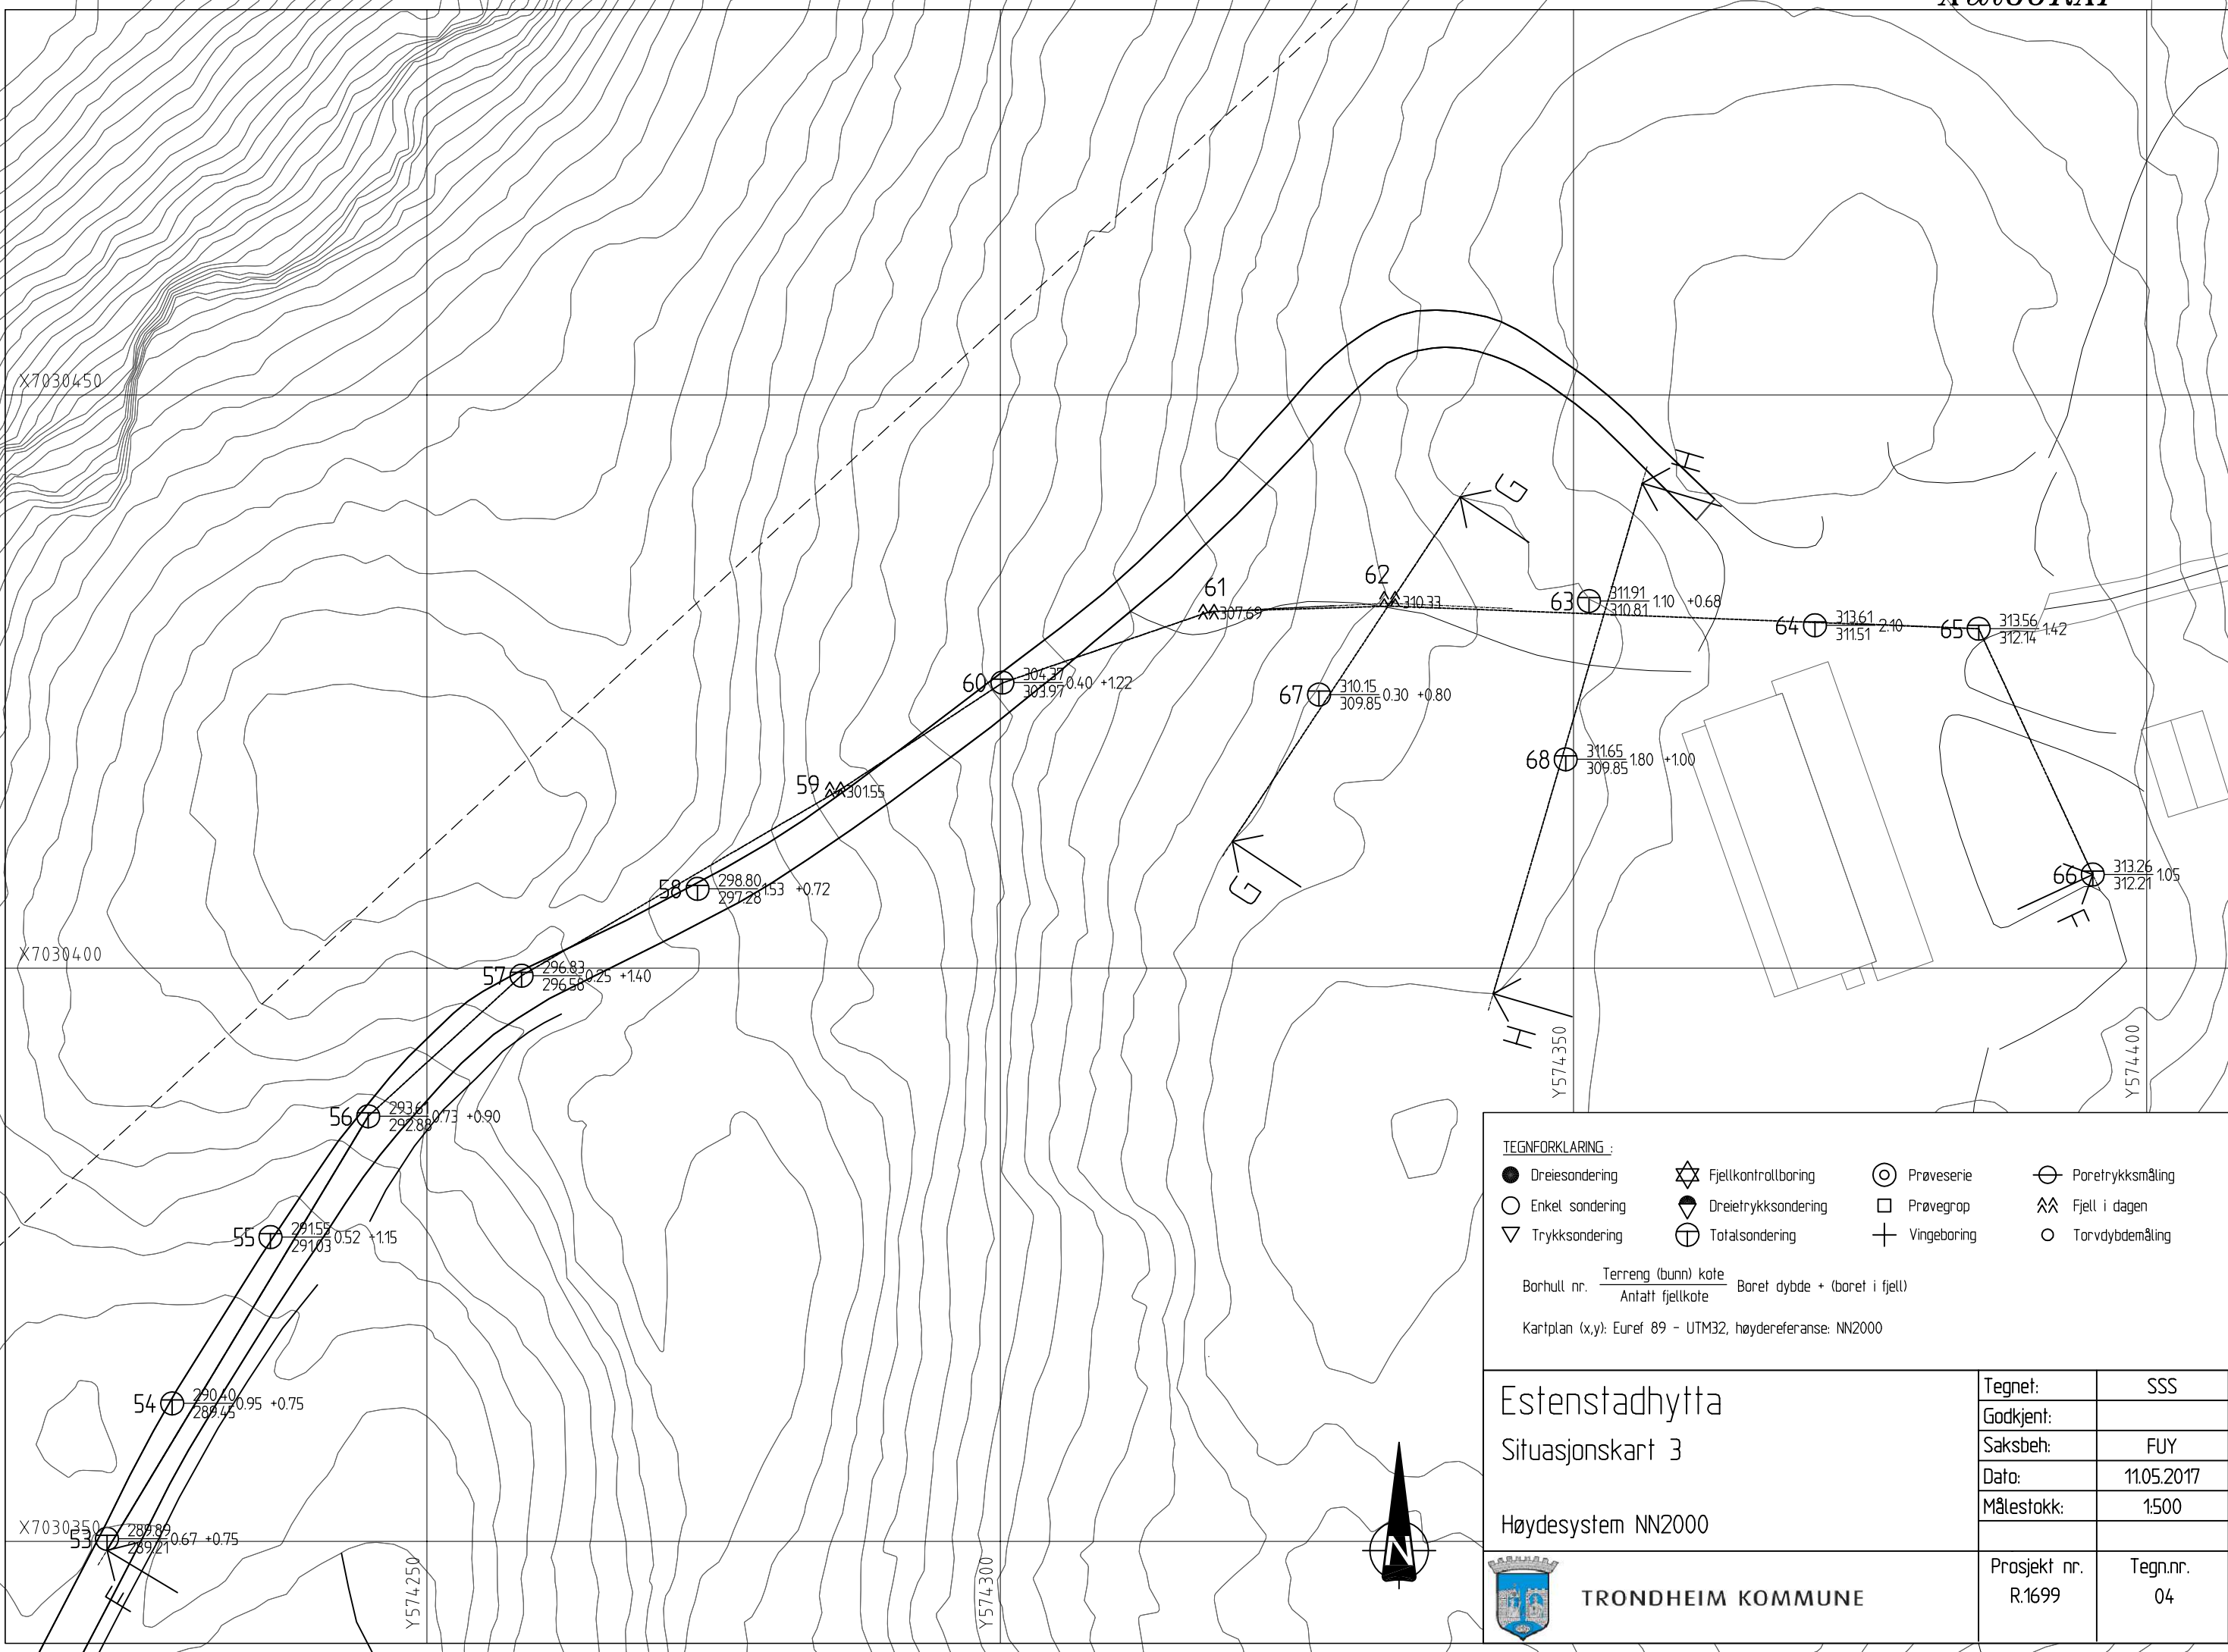 X7030450
X7030400
X7030350
Y574250
Y574300
Y574350
Y574400
G
H
61
307.69
62
310.33
63 311.91 1.10 +0.68
310.81
64 313.61 2.10
311.51
65 313.56 1.42
312.14
60 304.37 0.40 +1.22
303.97
67 310.15 0.30 +0.80
309.85
68 311.65 1.80 +1.00
309.85
59 301.55
58 298.80 1.53 +0.72
297.28
G
66 313.26 1.05
312.21
F
57 296.83 0.25 +1.40
296.58
H
56 293.61 0.73 +0.90
292.88
55 291.55 0.52 +1.15
291.03
54 290.40 0.95 +0.75
289.45
53 289.89 0.67 +0.75
289.21
TEGNFORKLARING :
Dreiesondering Fjellkontrollboring Prøveserie Poretrykksmåling
Enkel sondering Dreietrykksondering Prøvegrop Fjell i dagen
Trykksondering Totalsondering Vingeboring Torvdybdemåling
Borhull nr. Terreng (bunn) kote Boret dybde + (boret i fjell)
Antatt fjellkote
Kartplan (x,y): Euref 89 - UTM32, høydereferanse: NN2000
Estenstadhytta
Situasjonskart 3
Høydesystem NN2000
Tegnet: SSS
Godkjent:
Saksbeh: FUY
Dato: 11.05.2017
Målestokk: 1:500
N
TRONDHEIM KOMMUNE
Prosjekt nr.
R.1699
Tegn.nr.
04